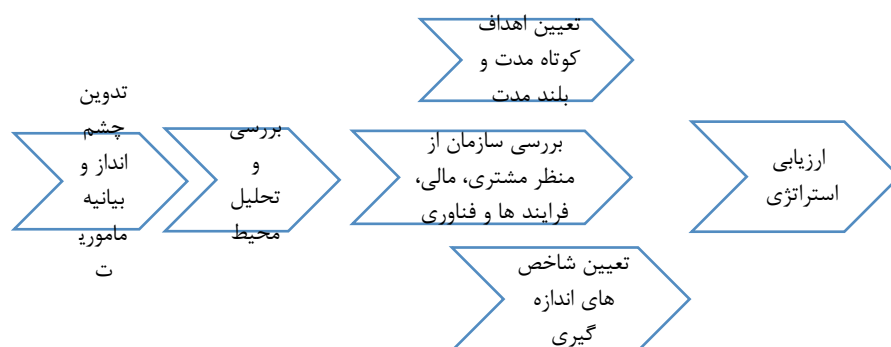 تدوین
چشم
انداز و
بیانیه
ماموری
ت
بررسی
و
تحلیل
محیط
تعیین اهداف
کوتاه مدت و
بلند مدت
بررسی سازمان از
منظر مشتری، مالی،
فرایند ها و فناوری
تعیین شاخص
های اندازه
گیری
ارزیابی
استراتژی